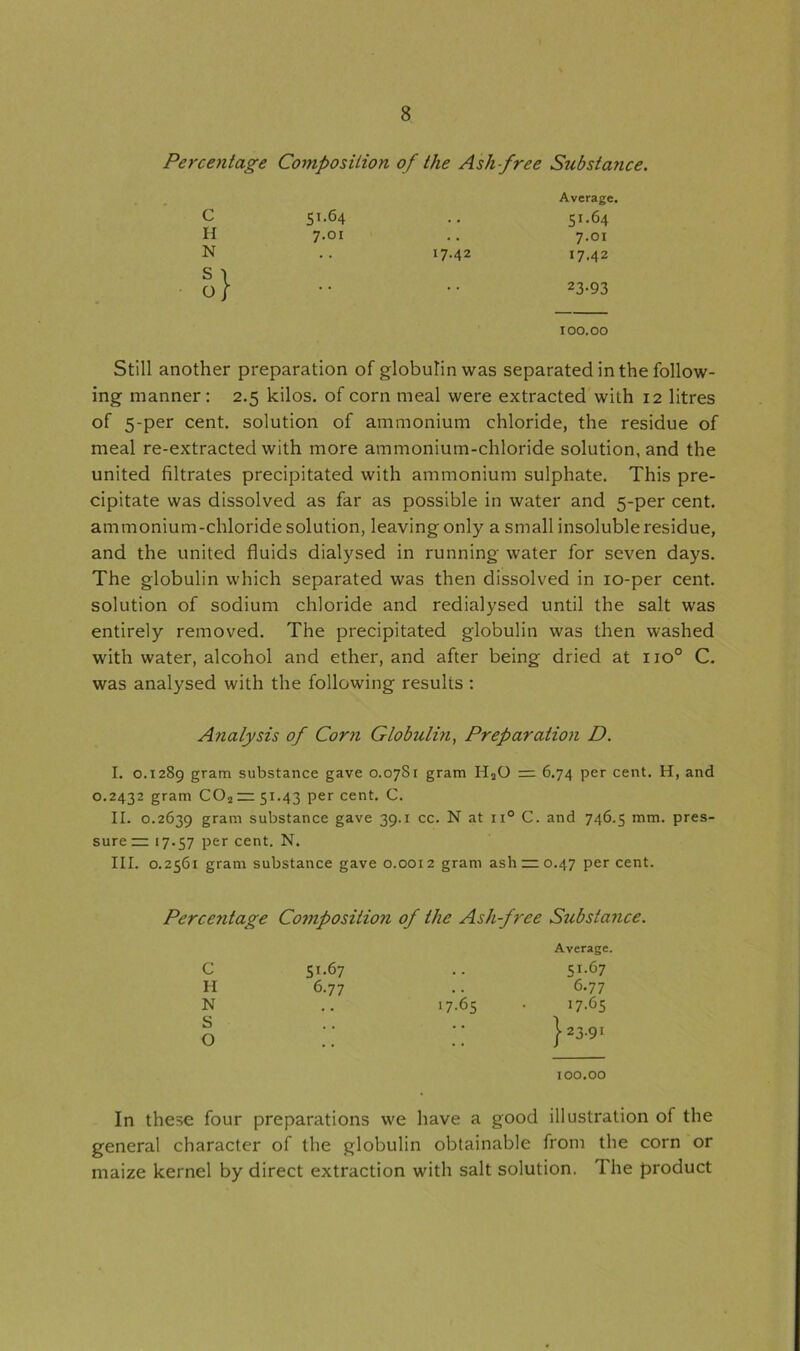 8
Percentage Composition of the Ash-free Substance.
Average.
C 51.64 .. 51.64
H 7.01 .. 7.01
N .. 17.42 17.42
S } O .. .. 23.93
100.00
Still another preparation of globulin was separated in the follow-
ing manner: 2.5 kilos. of corn meal were extracted with 12 litres
of 5-per cent. solution of ammonium chloride, the residue of
meal re-extracted with more ammonium-chloride solution, and the
united filtrates precipitated with ammonium sulphate. This pre-
cipitate was dissolved as far as possible in water and 5-per cent.
ammonium-chloride solution, leaving only a small insoluble residue,
and the united fluids dialysed in running water for seven days.
The globulin which separated was then dissolved in 10-per cent.
solution of sodium chloride and redialysed until the salt was
entirely removed. The precipitated globulin was then washed
with water, alcohol and ether, and after being dried at 110° C.
was analysed with the following results :
Analysis of Corn Globulin, Preparation D.
I. 0.1289 gram substance gave 0.0781 gram H₂O = 6.74 per cent. H, and
0.2432 gram CO₂ = 51.43 per cent. C.
II. 0.2639 gram substance gave 39.1 cc. N at 11° C. and 746.5 mm. pres-
sure = 17.57 per cent. N.
III. 0.2561 gram substance gave 0.0012 gram ash = 0.47 per cent.
Percentage Composition of the Ash-free Substance.
Average.
C 51.67 .. 51.67
H 6.77 .. 6.77
N .. 17.65 17.65
S .. ..
O .. .. } 23.91
100.00
In these four preparations we have a good illustration of the
general character of the globulin obtainable from the corn or
maize kernel by direct extraction with salt solution. The product